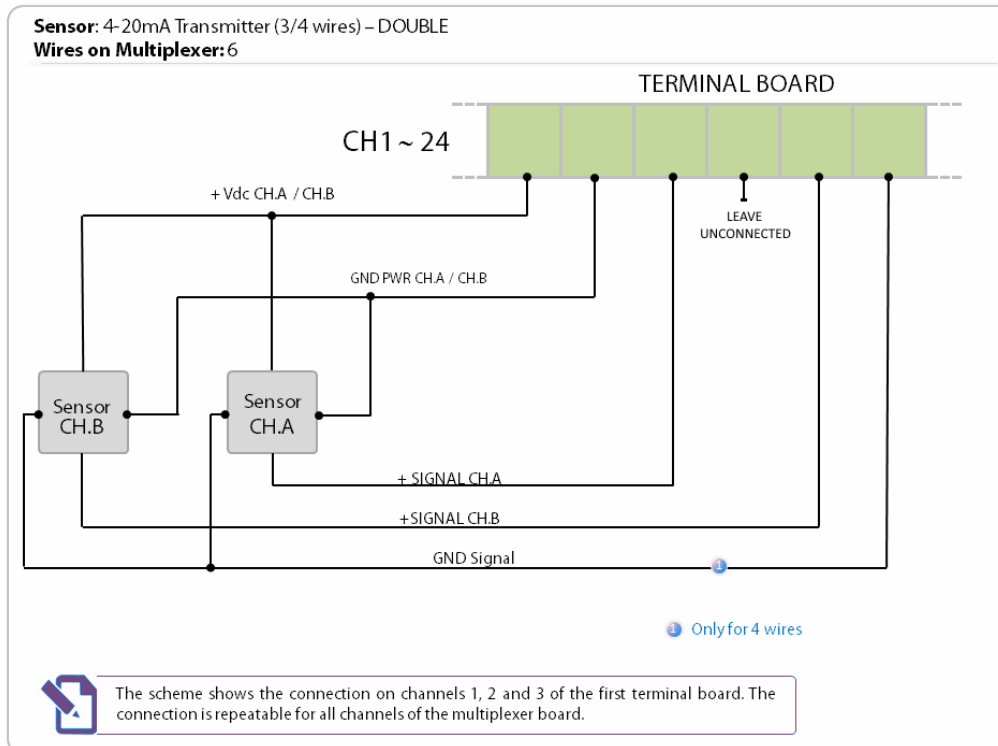 Sensor: 4-20mA Transmitter (3/4 wires) – DOUBLE
Wires on Multiplexer: 6
TERMINAL BOARD
CH1 ~ 24
+ Vdc CH.A / CH.B
LEAVE
UNCONNECTED
GND PWR CH.A / CH.B
Sensor
CH.B
Sensor
CH.A
+ SIGNAL CH.A
+SIGNAL CH.B
GND Signal
1
1 Only for 4 wires
The scheme shows the connection on channels 1, 2 and 3 of the first terminal board. The
connection is repeatable for all channels of the multiplexer board.